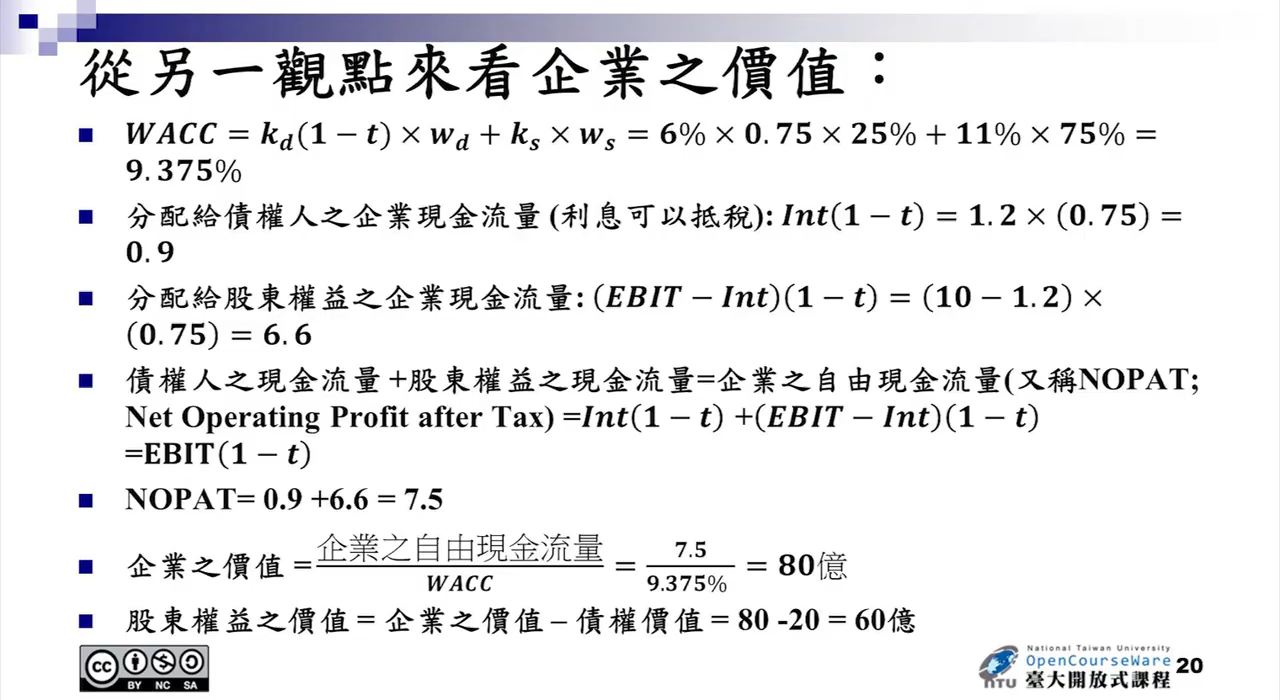 從另一觀點來看企業之價值：
■ WACC = k_d(1 − t) × w_d + k_s × w_s = 6% × 0.75 × 25% + 11% × 75% =
9.375%
■ 分配給債權人之企業現金流量 (利息可以抵稅): Int(1 − t) = 1.2 × (0.75) =
0.9
■ 分配給股東權益之企業現金流量: (EBIT − Int)(1 − t) = (10 − 1.2) ×
(0.75) = 6.6
■ 債權人之現金流量 +股東權益之現金流量=企業之自由現金流量(又稱NOPAT;
Net Operating Profit after Tax) =Int(1 − t) +(EBIT − Int)(1 − t)
=EBIT(1 − t)
■ NOPAT= 0.9 +6.6 = 7.5
■ 企業之價值 = 企業之自由現金流量 / WACC = 7.5 / 9.375% = 80億
■ 股東權益之價值 = 企業之價值 – 債權價值 = 80 -20 = 60億
cc BY NC SA
National Taiwan University
OpenCourseWare
NTU 臺大開放式課程
20